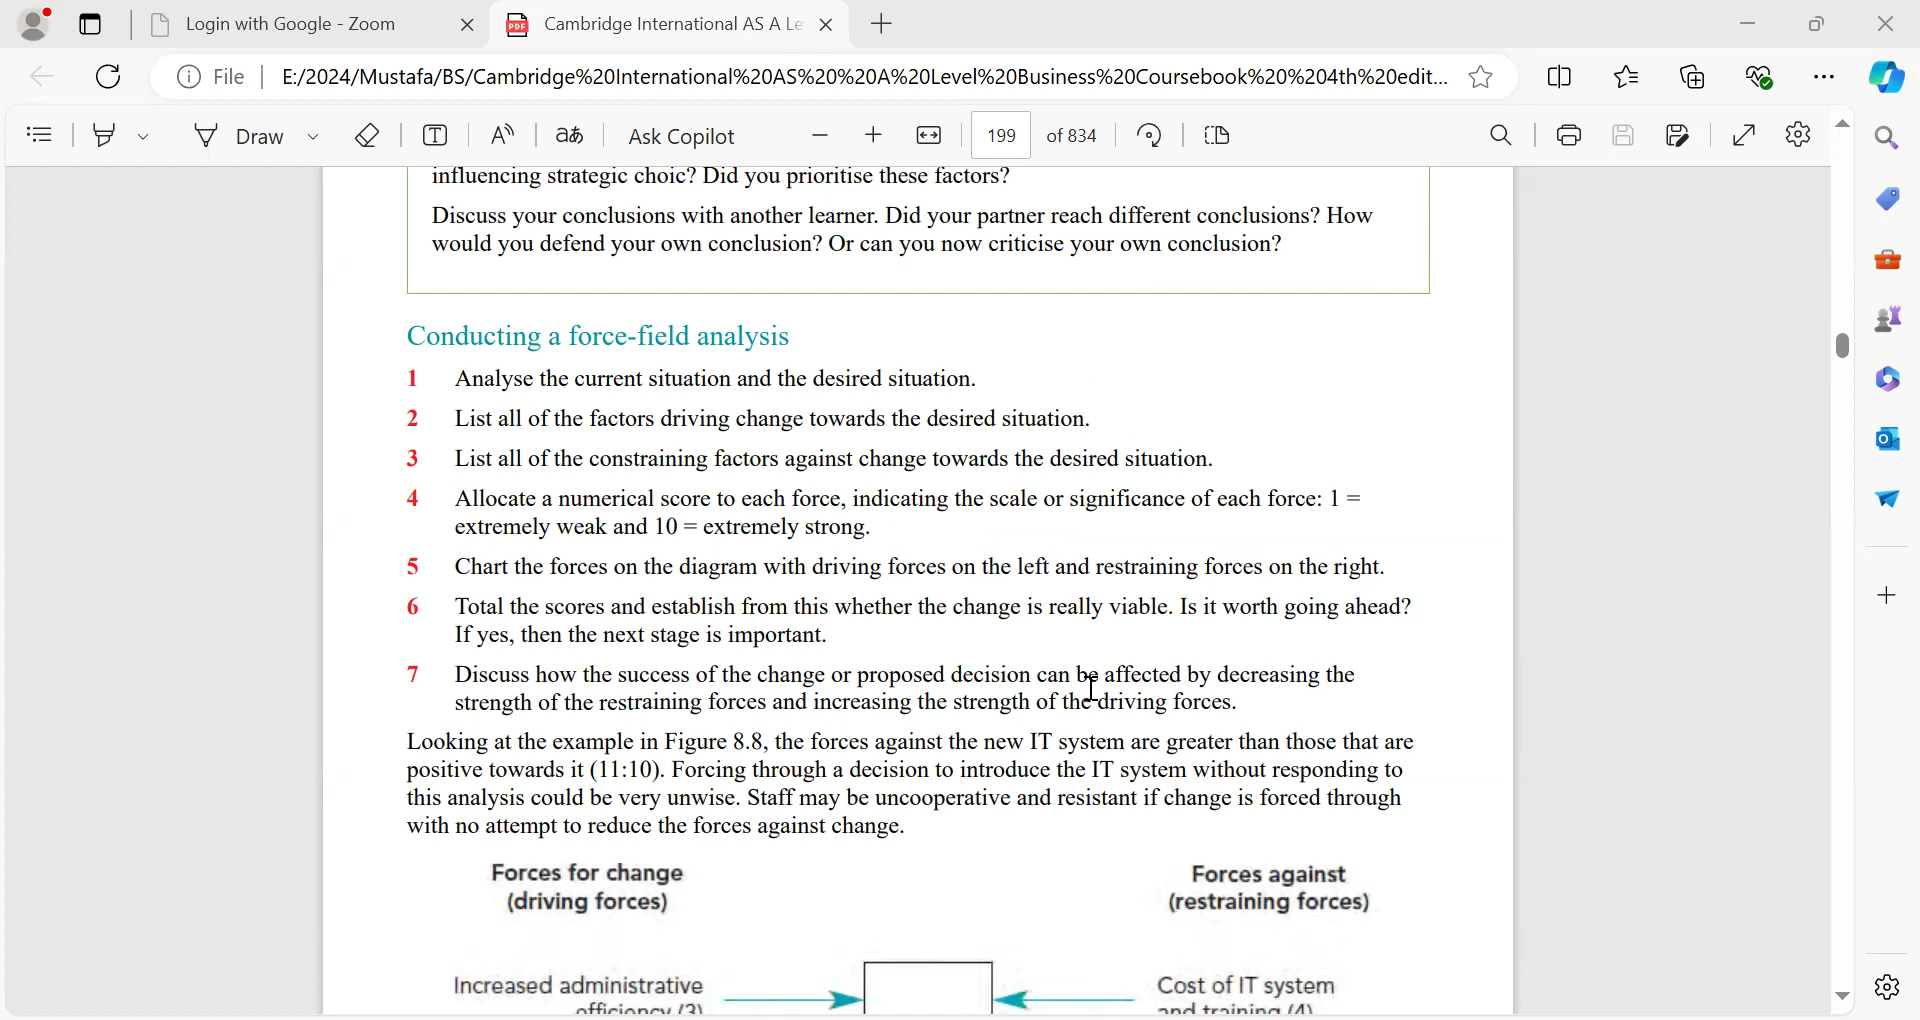 Login with Google - Zoom
Cambridge International AS A Le
File
E:/2024/Mustafa/BS/Cambridge%20International%20AS%20%20A%20Level%20Business%20Coursebook%20%204th%20edit...
Draw
Ask Copilot
199 of 834
influencing strategic choic? Did you prioritise these factors?
Discuss your conclusions with another learner. Did your partner reach different conclusions? How
would you defend your own conclusion? Or can you now criticise your own conclusion?
Conducting a force-field analysis
1 Analyse the current situation and the desired situation.
2 List all of the factors driving change towards the desired situation.
3 List all of the constraining factors against change towards the desired situation.
4 Allocate a numerical score to each force, indicating the scale or significance of each force: 1 =
extremely weak and 10 = extremely strong.
5 Chart the forces on the diagram with driving forces on the left and restraining forces on the right.
6 Total the scores and establish from this whether the change is really viable. Is it worth going ahead?
If yes, then the next stage is important.
7 Discuss how the success of the change or proposed decision can be affected by decreasing the
strength of the restraining forces and increasing the strength of the driving forces.
Looking at the example in Figure 8.8, the forces against the new IT system are greater than those that are
positive towards it (11:10). Forcing through a decision to introduce the IT system without responding to
this analysis could be very unwise. Staff may be uncooperative and resistant if change is forced through
with no attempt to reduce the forces against change.
Forces for change
(driving forces)
Forces against
(restraining forces)
Increased administrative
efficiency (3)
Cost of IT system
and training (4)